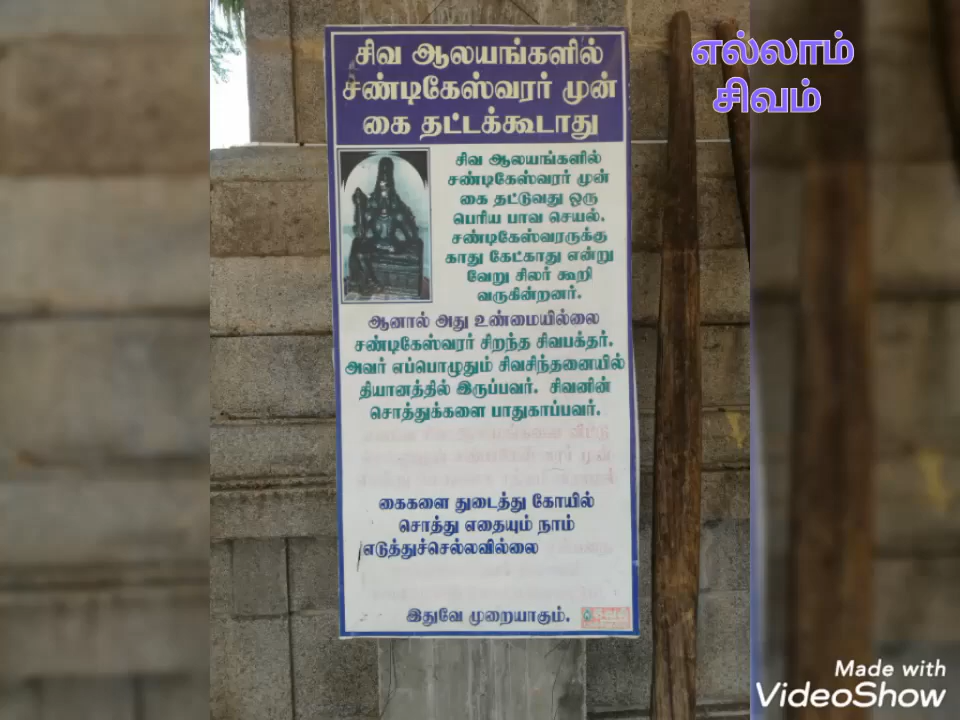 சிவ ஆலயங்களில்
சண்டிகேஸ்வரர் முன்
கை தட்டக்கூடாது
சிவ ஆலயங்களில்
சண்டிகேஸ்வரர் முன்
கை தட்டுவது ஒரு
பெரிய பாவ செயல்.
சண்டிகேஸ்வரருக்கு
காது கேட்காது என்று
வேறு சிலர் கூறி
வருகின்றனர்.
ஆனால் அது உண்மையில்லை
சண்டிகேஸ்வரர் சிறந்த சிவபக்தர்.
அவர் எப்பொழுதும் சிவசிந்தனையில்
தியானத்தில் இருப்பவர். சிவனின்
சொத்துக்களை பாதுகாப்பவர்.
கைகளை துடைத்து கோயில்
சொத்து எதையும் நாம்
எடுத்துச்செல்லவில்லை
இதுவே முறையாகும்.
எல்லாம்
சிவம்
Made with
VideoShow